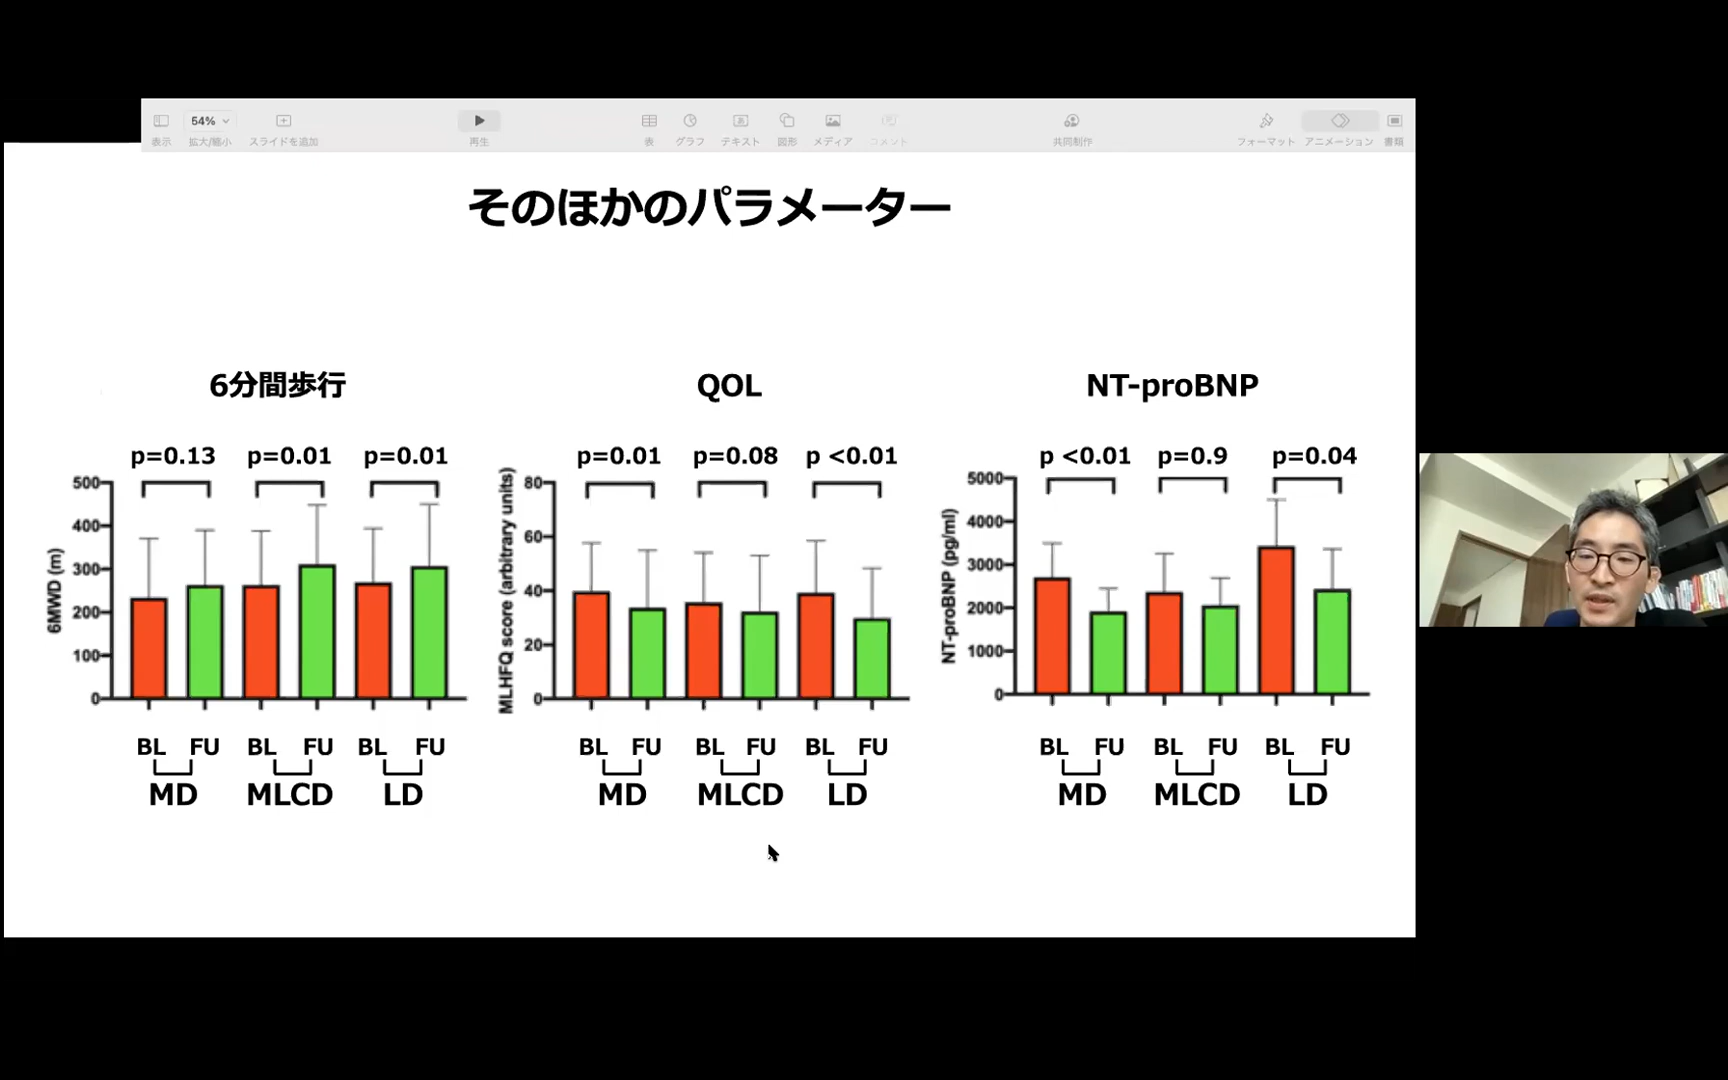 54%
表示
拡大/縮小
スライドを追加
再生
表
グラフ
テキスト
図形
メディア
コメント
共同制作
フォーマット
アニメーション
書類
そのほかのパラメーター
6分間歩行
p=0.13 p=0.01 p=0.01
500
400
300
200
100
0
6MWD (m)
BL FU BL FU BL FU
MD MLCD LD
QOL
p=0.01 p=0.08 p <0.01
80
60
40
20
0
MLHFQ score (arbitrary units)
BL FU BL FU BL FU
MD MLCD LD
NT-proBNP
p <0.01 p=0.9 p=0.04
5000
4000
3000
2000
1000
0
NT-proBNP (pg/ml)
BL FU BL FU BL FU
MD MLCD LD